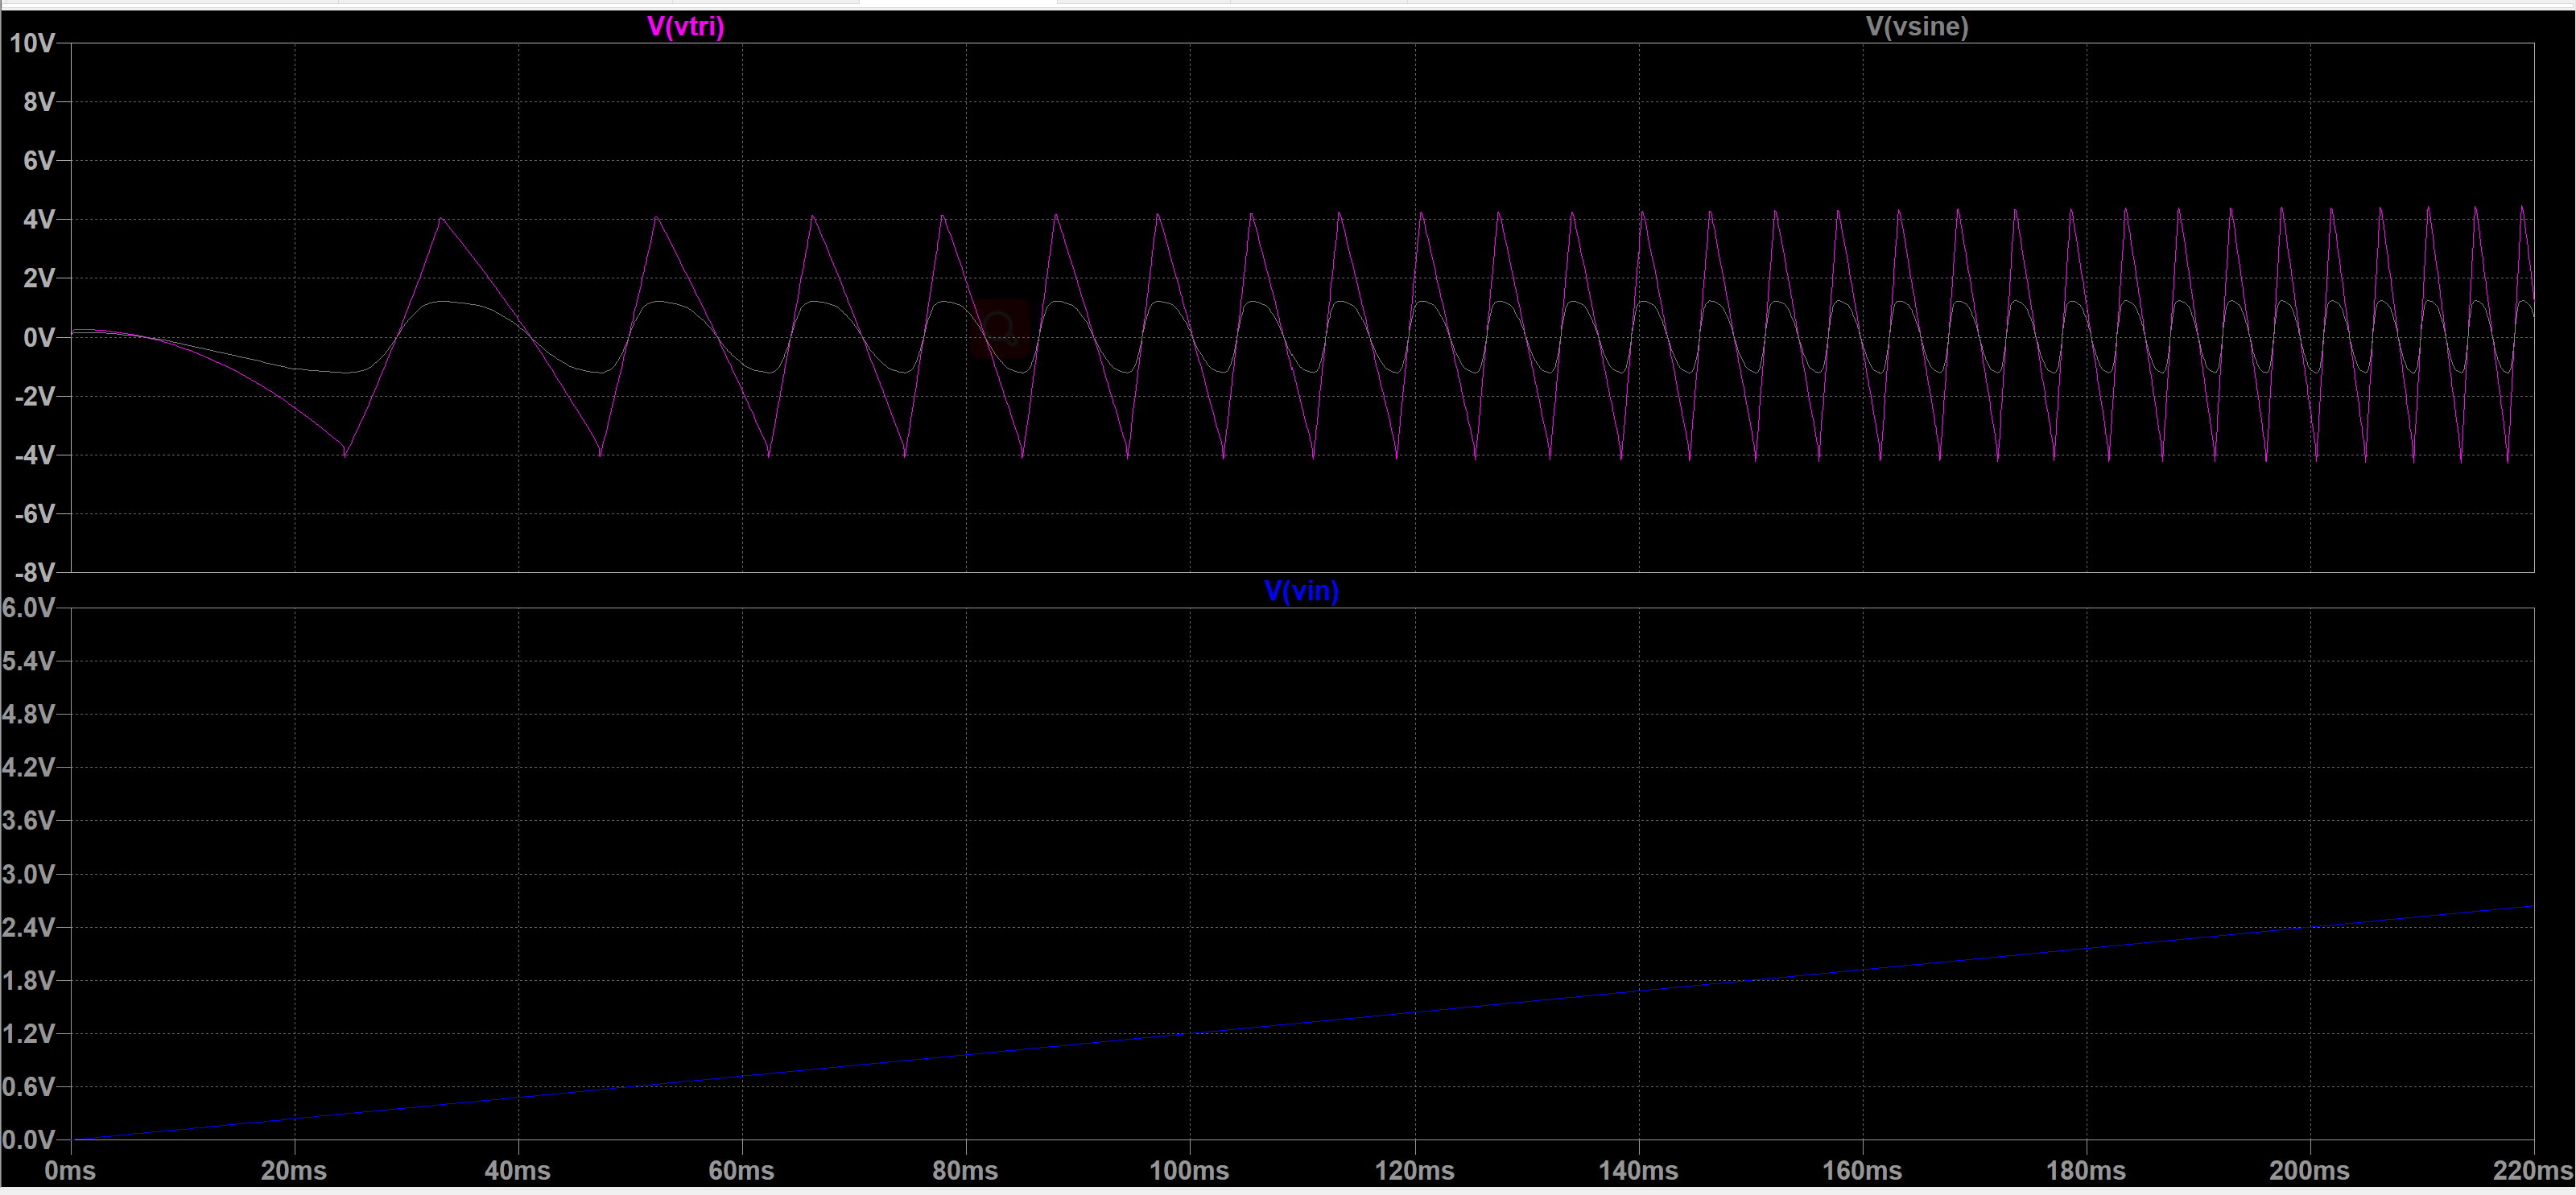 V(vtri) V(vsine)
10V
8V
6V
4V
2V
0V
-2V
-4V
-6V
-8V
V(vin)
6.0V
5.4V
4.8V
4.2V
3.6V
3.0V
2.4V
1.8V
1.2V
0.6V
0.0V
0ms 20ms 40ms 60ms 80ms 100ms 120ms 140ms 160ms 180ms 200ms 220ms